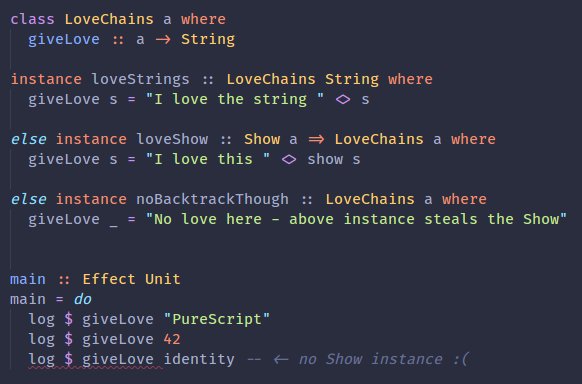 class LoveChains a where
  giveLove :: a -> String
instance loveStrings :: LoveChains String where
  giveLove s = "I love the string " <> s
else instance loveShow :: Show a => LoveChains a where
  giveLove s = "I love this " <> show s
else instance noBacktrackThough :: LoveChains a where
  giveLove _ = "No love here - above instance steals the Show"
main :: Effect Unit
main = do
  log $ giveLove "PureScript"
  log $ giveLove 42
  log $ giveLove identity -- <- no Show instance :(